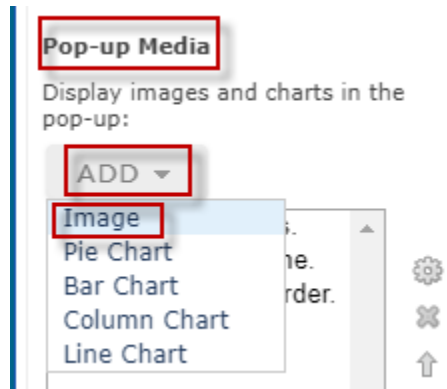 Pop-up Media
Display images and charts in the
pop-up:
ADD
Image
Pie Chart
Bar Chart
rder.
Column Chart
Line Chart